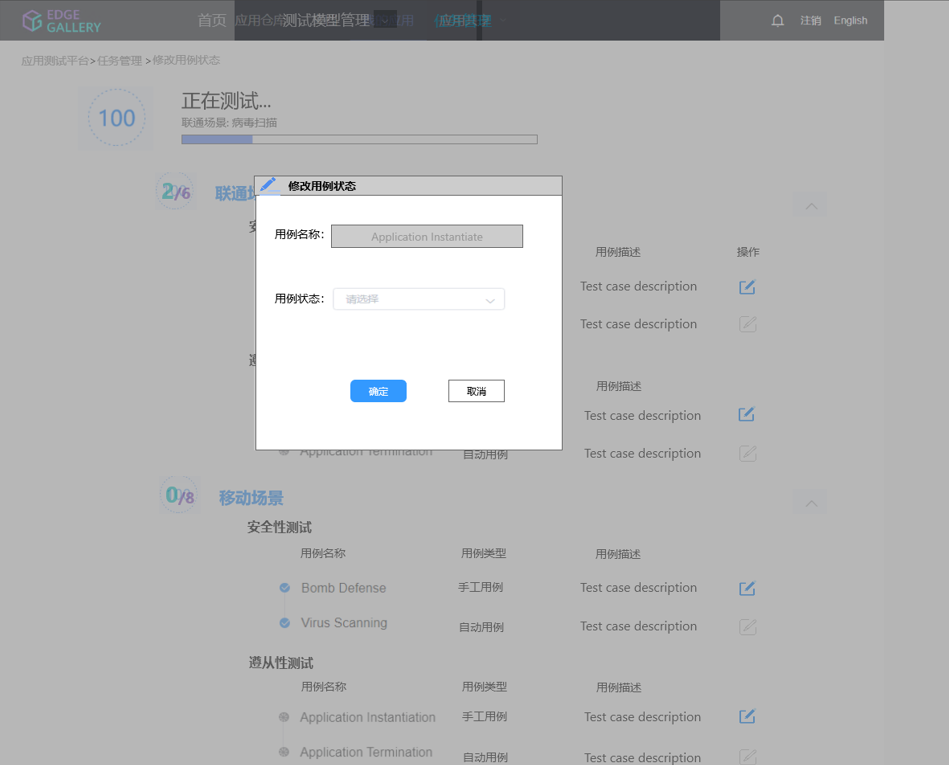 EDGE
GALLERY
首页 应用仓库 测试模型管理 应用 应用集市
注销 English
应用测试平台>任务管理 >修改用例状态
100
正在测试...
联通场景: 病毒扫描
2/6 联通场
修改用例状态
用例名称： Application Instantiate
用例描述 操作
Test case description
用例状态： 请选择
Test case description
用例描述
确定 取消
Test case description
Application Termination 自动用例 Test case description
0/8 移动场景
安全性测试
用例名称 用例类型 用例描述
Bomb Defense 手工用例 Test case description
Virus Scanning 自动用例 Test case description
遵从性测试
用例名称 用例类型 用例描述
Application Instantiation 手工用例 Test case description
Application Termination 自动用例 Test case description